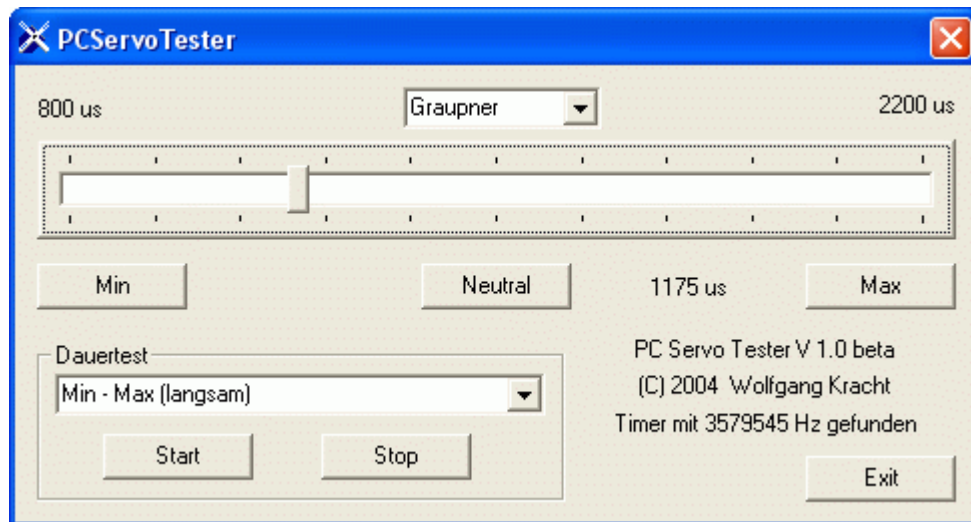 PCServoTester
800 us
Graupner
2200 us
Min
Neutral
1175 us
Max
Dauertest
Min - Max (langsam)
Start
Stop
PC Servo Tester V 1.0 beta
(C) 2004 Wolfgang Kracht
Timer mit 3579545 Hz gefunden
Exit